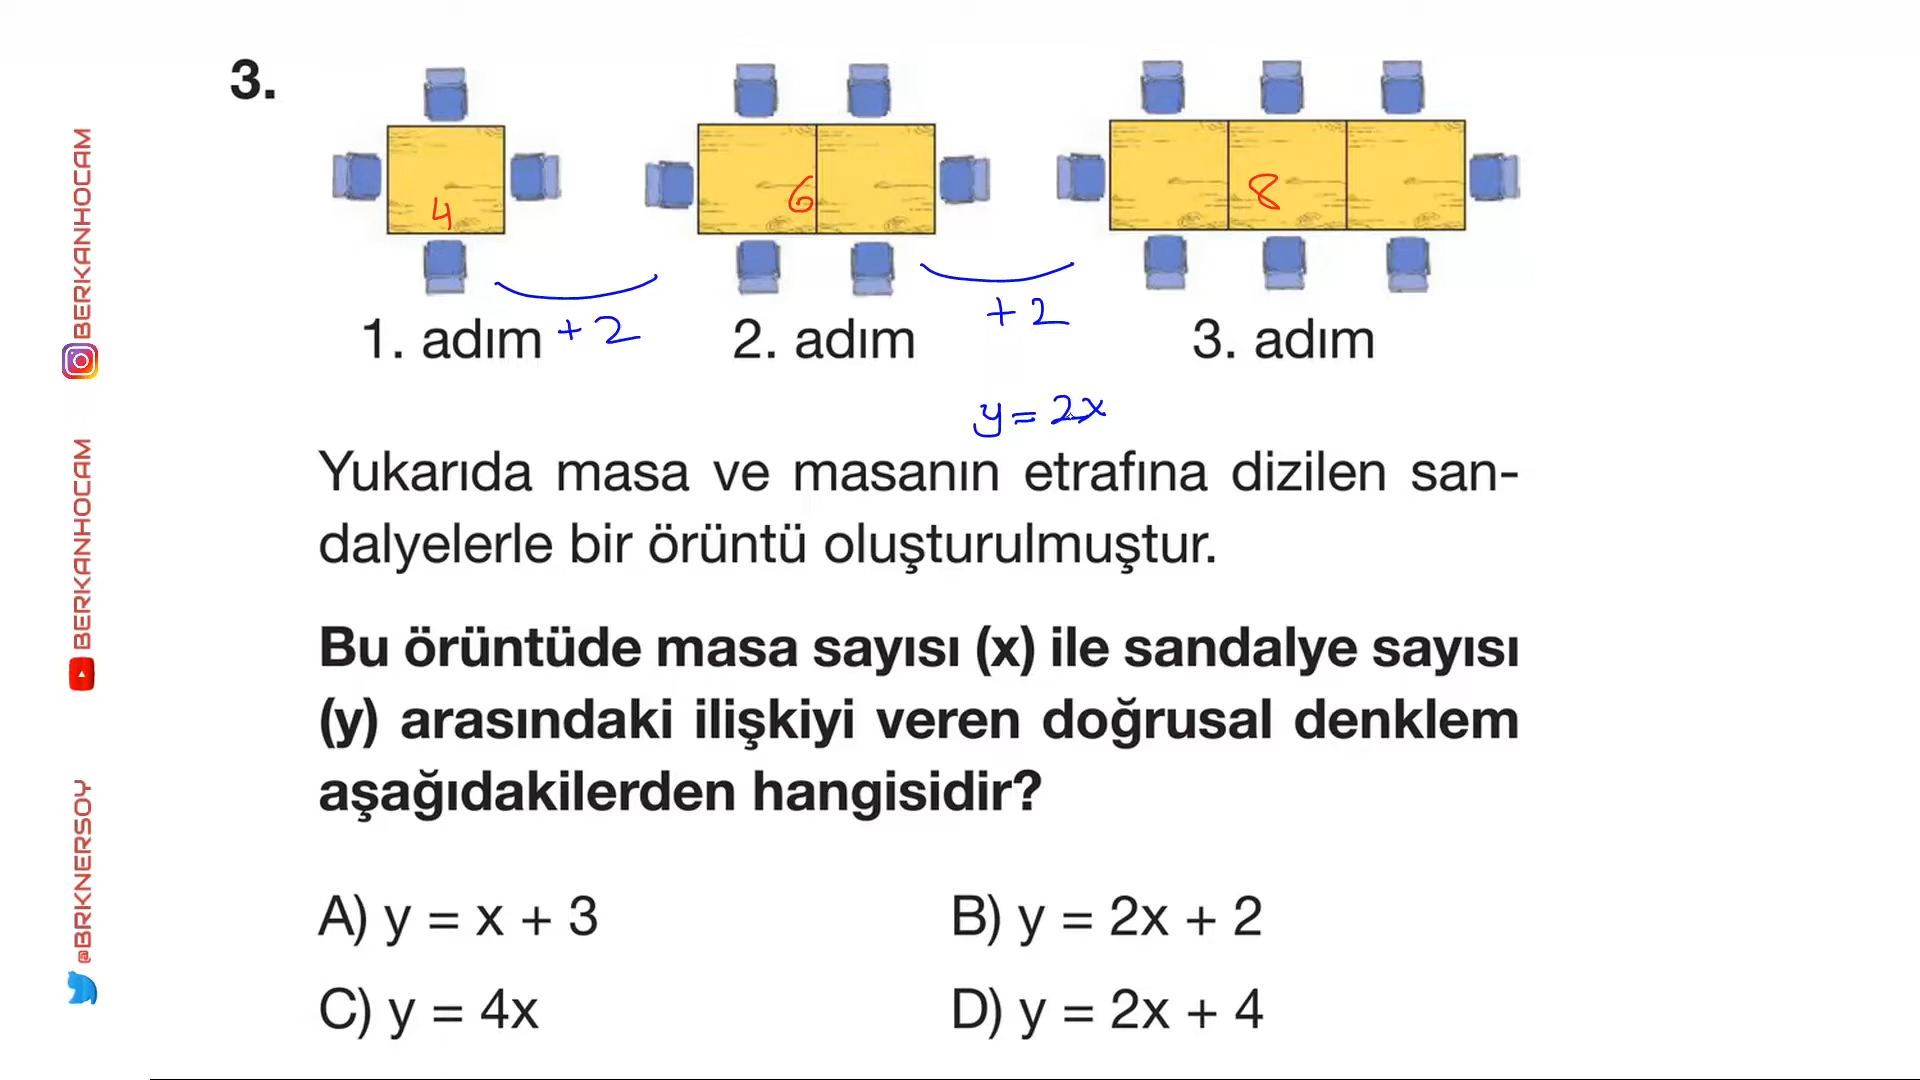 3.
4
6
8
+2
+2
1. adım
2. adım
3. adım
y = 2x
Yukarıda masa ve masanın etrafına dizilen san-
dalyelerle bir örüntü oluşturulmuştur.
Bu örüntüde masa sayısı (x) ile sandalye sayısı
(y) arasındaki ilişkiyi veren doğrusal denklem
aşağıdakilerden hangisidir?
A) y = x + 3
B) y = 2x + 2
C) y = 4x
D) y = 2x + 4
BERKANHOCAM
BERKANHOCAM
@BRKNERSOY